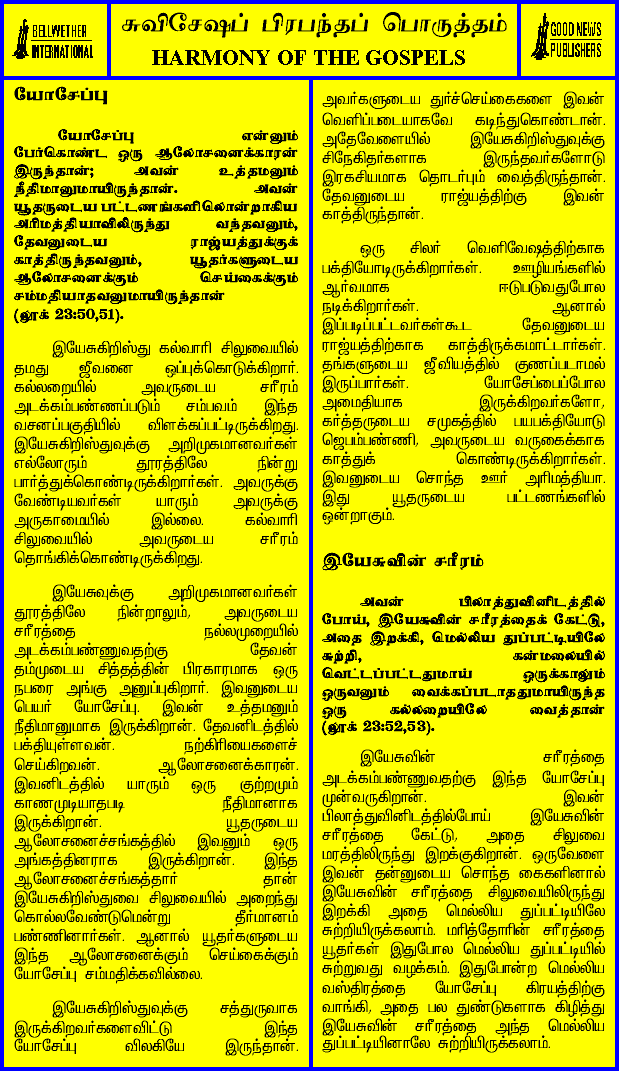 BELLWETHER
INTERNATIONAL
சுவிசேஷப் பிரபந்தப் பொருத்தம்
HARMONY OF THE GOSPELS
GOOD NEWS
PUBLISHERS
யோசேப்பு
யோசேப்பு என்னும்
பேர்கொண்ட ஒரு ஆலோசனைக்காரன்
இருந்தான்; அவன் உத்தமனும்
நீதிமானுமாயிருந்தான். அவன்
யூதருடைய பட்டணங்களிலொன்றாகிய
அரிமத்தியாவிலிருந்து வந்தவனும்,
தேவனுடைய ராஜ்யத்துக்குக்
காத்திருந்தவனும், யூதர்களுடைய
ஆலோசனைக்கும் செய்கைக்கும்
சம்மதியாதவனுமாயிருந்தான்
(லூக் 23:50,51).
இயேசுகிறிஸ்து கல்வாரி சிலுவையில்
தமது ஜீவனை ஒப்புக்கொடுக்கிறார்.
கல்லறையில் அவருடைய சரீரம்
அடக்கம்பண்ணப்படும் சம்பவம் இந்த
வசனப்பகுதியில் விளக்கப்பட்டிருக்கிறது.
இயேசுகிறிஸ்துவுக்கு அறிமுகமானவர்கள்
எல்லோரும் தூரத்திலே நின்று
பார்த்துக்கொண்டிருக்கிறார்கள். அவருக்கு
வேண்டியவர்கள் யாரும் அவருக்கு
அருகாமையில் இல்லை. கல்வாரி
சிலுவையில் அவருடைய சரீரம்
தொங்கிக்கொண்டிருக்கிறது.
இயேசுவுக்கு அறிமுகமானவர்கள்
தூரத்திலே நின்றாலும், அவருடைய
சரீரத்தை நல்லமுறையில்
அடக்கம்பண்ணுவதற்கு தேவன்
தம்முடைய சித்தத்தின் பிரகாரமாக ஒரு
நபரை அங்கு அனுப்புகிறார். இவனுடைய
பெயர் யோசேப்பு. இவன் உத்தமனும்
நீதிமானுமாக இருக்கிறான். தேவனிடத்தில்
பக்தியுள்ளவன். நற்கிரியைகளைச்
செய்கிறவன். ஆலோசனைக்காரன்.
இவனிடத்தில் யாரும் ஒரு குற்றமும்
காணமுடியாதபடி நீதிமானாக
இருக்கிறான். யூதருடைய
ஆலோசனைச்சங்கத்தில் இவனும் ஒரு
அங்கத்தினராக இருக்கிறான். இந்த
ஆலோசனைச்சங்கத்தார் தான்
இயேசுகிறிஸ்துவை சிலுவையில் அறைந்து
கொல்லவேண்டுமென்று தீர்மானம்
பண்ணினார்கள். ஆனால் யூதர்களுடைய
இந்த ஆலோசனைக்கும் செய்கைக்கும்
யோசேப்பு சம்மதிக்கவில்லை.
இயேசுகிறிஸ்துவுக்கு சத்துருவாக
இருக்கிறவர்களைவிட்டு இந்த
யோசேப்பு விலகியே இருந்தான்.
அவர்களுடைய துர்ச்செய்கைகளை இவன்
வெளிப்படையாகவே கடிந்துகொண்டான்.
அதேவேளையில் இயேசுகிறிஸ்துவுக்கு
சிநேகிதர்களாக இருந்தவர்களோடு
இரகசியமாக தொடர்பும் வைத்திருந்தான்.
தேவனுடைய ராஜ்யத்திற்கு இவன்
காத்திருந்தான்.
ஒரு சிலர் வெளிவேஷத்திற்காக
பக்தியோடிருக்கிறார்கள். ஊழியங்களில்
ஆர்வமாக ஈடுபடுவதுபோல
நடிக்கிறார்கள். ஆனால்
இப்படிப்பட்டவர்கள்கூட தேவனுடைய
ராஜ்யத்திற்காக காத்திருக்கமாட்டார்கள்.
தங்களுடைய ஜீவியத்தில் குணப்படாமல்
இருப்பார்கள். யோசேப்பைப்போல
அமைதியாக இருக்கிறவர்களோ,
கர்த்தருடைய சமுகத்தில் பயபக்தியோடு
ஜெபம்பண்ணி, அவருடைய வருகைக்காக
காத்துக் கொண்டிருக்கிறார்கள்.
இவனுடைய சொந்த ஊர் அரிமத்தியா.
இது யூதருடைய பட்டணங்களில்
ஒன்றாகும்.
இயேசுவின் சரீரம்
அவன் பிலாத்துவினிடத்தில்
போய், இயேசுவின் சரீரத்தைக் கேட்டு,
அதை இறக்கி, மெல்லிய துப்பட்டியிலே
சுற்றி, கன்மலையில்
வெட்டப்பட்டதுமாய் ஒருக்காலும்
ஒருவனும் வைக்கப்படாததுமாயிருந்த
ஒரு கல்லறையிலே வைத்தான்
(லூக் 23:52,53).
இயேசுவின் சரீரத்தை
அடக்கம்பண்ணுவதற்கு இந்த யோசேப்பு
முன்வருகிறான். இவன்
பிலாத்துவினிடத்தில்போய் இயேசுவின்
சரீரத்தை கேட்டு, அதை சிலுவை
மரத்திலிருந்து இறக்குகிறான். ஒருவேளை
இவன் தன்னுடைய சொந்த கைகளினால்
இயேசுவின் சரீரத்தை சிலுவையிலிருந்து
இறக்கி அதை மெல்லிய துப்பட்டியிலே
சுற்றியிருக்கலாம். மரித்தோரின் சரீரத்தை
யூதர்கள் இதுபோல மெல்லிய துப்பட்டியில்
சுற்றுவது வழக்கம். இதுபோன்ற மெல்லிய
வஸ்திரத்தை யோசேப்பு கிரயத்திற்கு
வாங்கி, அதை பல துண்டுகளாக கிழித்து
இயேசுவின் சரீரத்தை அந்த மெல்லிய
துப்பட்டியினாலே சுற்றியிருக்கலாம்.